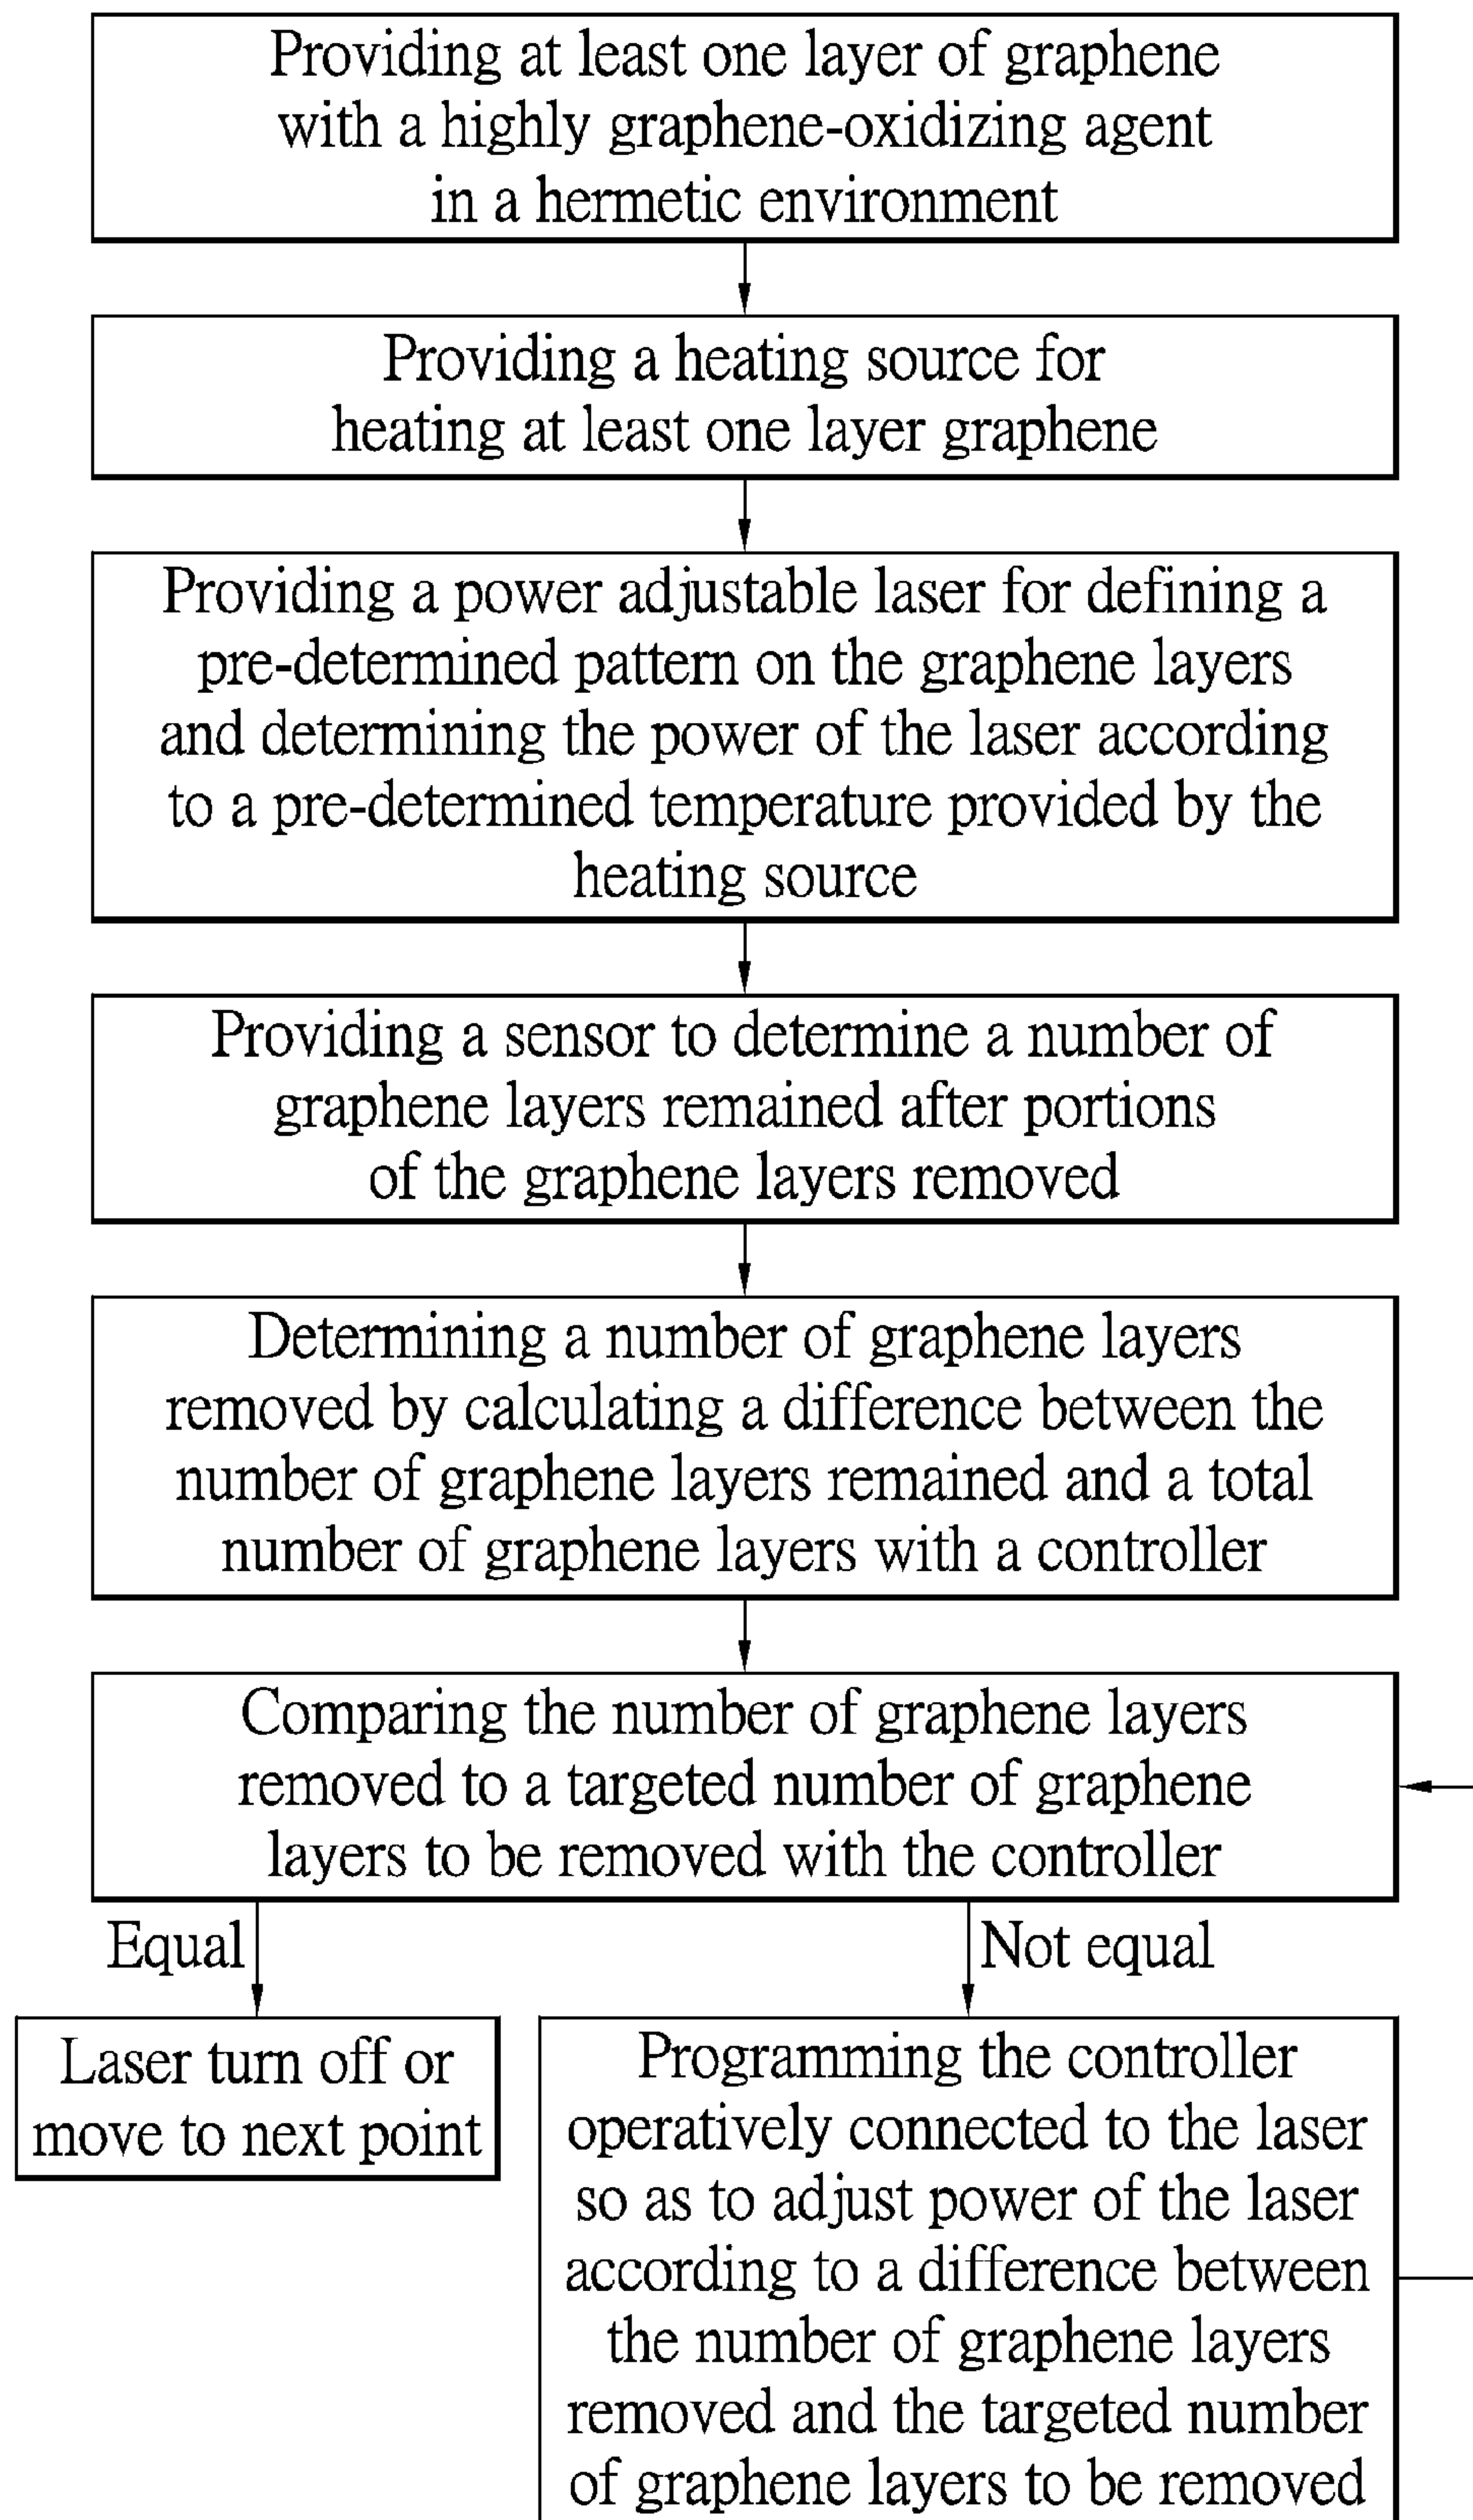 Providing at least one layer of graphene
with a highly graphene-oxidizing agent
in a hermetic environment
Providing a heating source for
heating at least one layer graphene
Providing a power adjustable laser for defining a
pre-determined pattern on the graphene layers
and determining the power of the laser according
to a pre-determined temperature provided by the
heating source
Providing a sensor to determine a number of
graphene layers remained after portions
of the graphene layers removed
Determining a number of graphene layers
removed by calculating a difference between the
number of graphene layers remained and a total
number of graphene layers with a controller
Comparing the number of graphene layers
removed to a targeted number of graphene
layers to be removed with the controller
Equal
Not equal
Laser turn off or
move to next point
Programming the controller
operatively connected to the laser
so as to adjust power of the laser
according to a difference between
the number of graphene layers
removed and the targeted number
of graphene layers to be removed